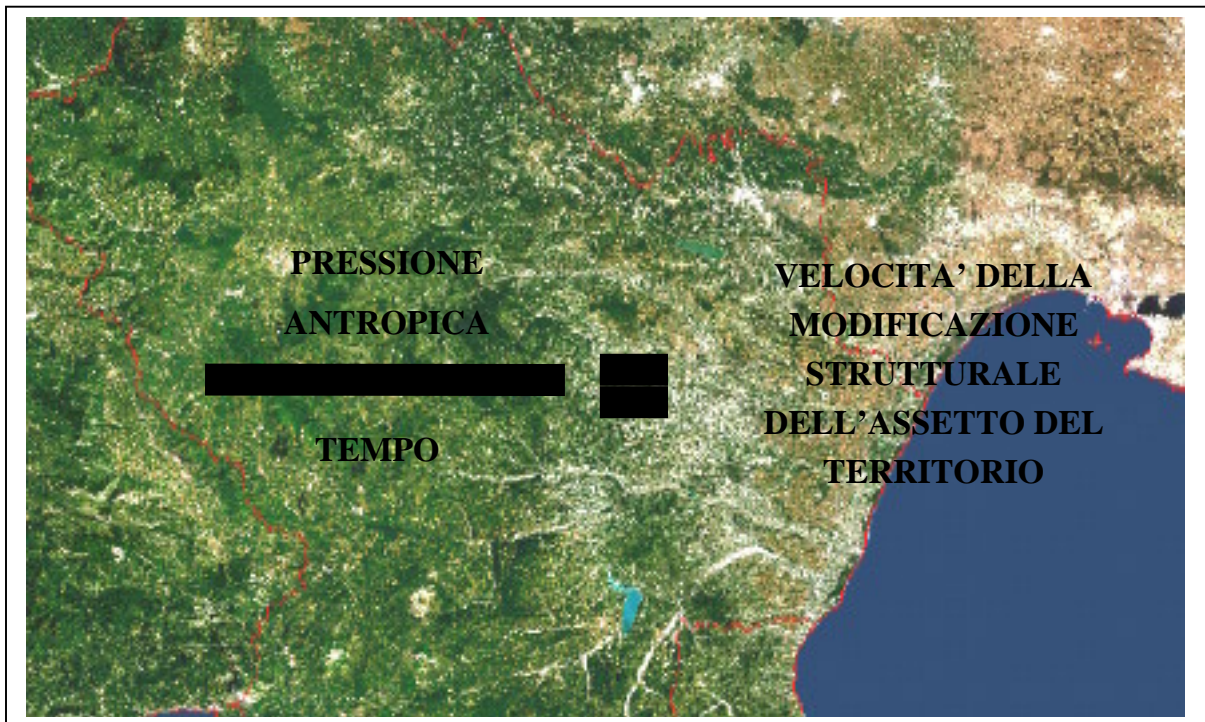 PRESSIONE
ANTROPICA
TEMPO
VELOCITA’ DELLA
MODIFICAZIONE
STRUTTURALE
DELL’ASSETTO DEL
TERRITORIO